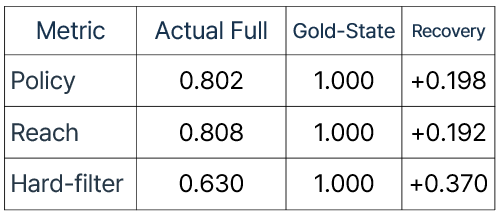 Metric Actual Full Gold-State Recovery
Policy 0.802 1.000 +0.198
Reach 0.808 1.000 +0.192
Hard-filter 0.630 1.000 +0.370